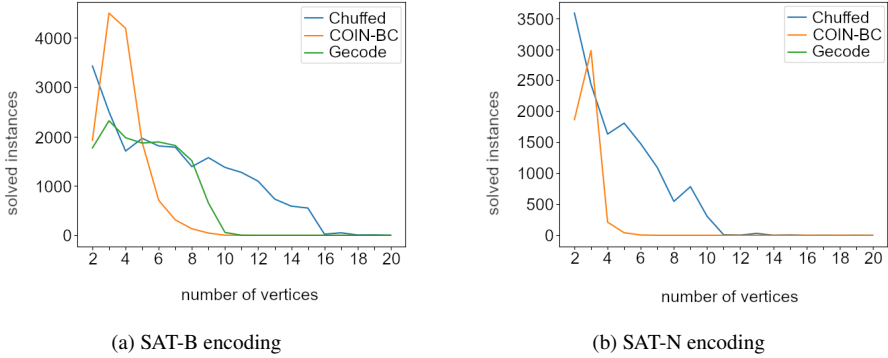 Chuffed
COIN-BC
Gecode
4000
3000
2000
1000
0
solved instances
2 4 6 8 10 12 14 16 18 20
number of vertices
(a) SAT-B encoding
Chuffed
COIN-BC
Gecode
3500
3000
2500
2000
1500
1000
500
0
solved instances
2 4 6 8 10 12 14 16 18 20
number of vertices
(b) SAT-N encoding